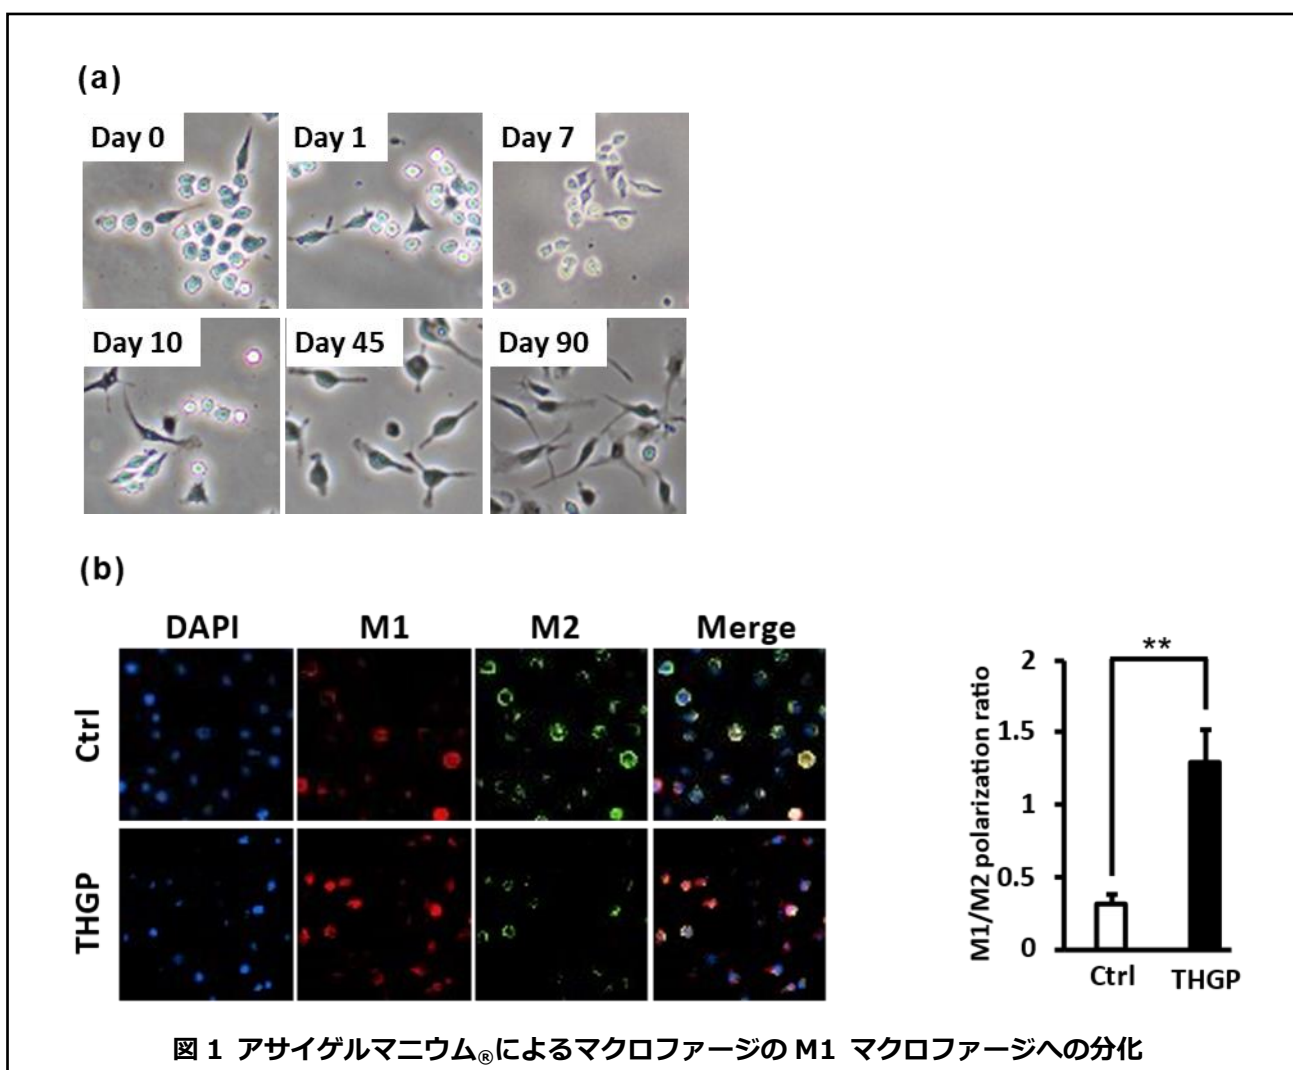 (a)
Day 0
Day 1
Day 7
Day 10
Day 45
Day 90
(b)
DAPI
M1
M2
Merge
Ctrl
THGP
M1/M2 polarization ratio
2
1.5
1
0.5
0
**
Ctrl
THGP
図 1 アサイゲルマニウム®によるマクロファージの M1 マクロファージへの分化